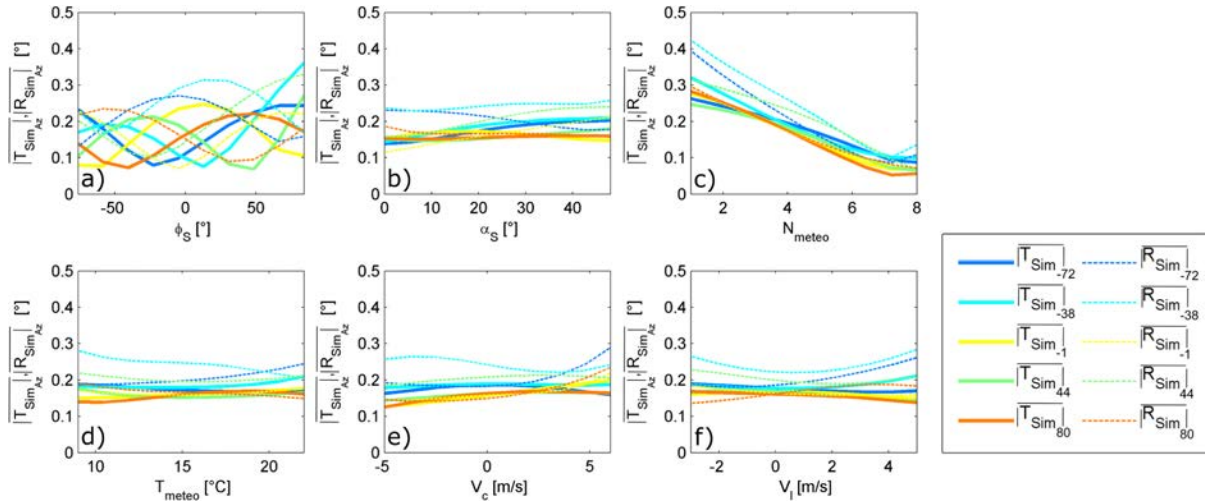 |T_Sim_Az|, |R_Sim_Az| [°]
0.5
0.4
0.3
0.2
0.1
0
a)
-50 0 50
ϕ_S [°]
|T_Sim_Az|, |R_Sim_Az| [°]
0.5
0.4
0.3
0.2
0.1
0
b)
0 10 20 30 40
α_S [°]
|T_Sim_Az|, |R_Sim_Az| [°]
0.5
0.4
0.3
0.2
0.1
0
c)
2 4 6 8
N_meteo
|T_Sim_Az|, |R_Sim_Az| [°]
0.5
0.4
0.3
0.2
0.1
0
d)
10 15 20
T_meteo [°C]
|T_Sim_Az|, |R_Sim_Az| [°]
0.5
0.4
0.3
0.2
0.1
0
e)
-5 0 5
V_c [m/s]
|T_Sim_Az|, |R_Sim_Az| [°]
0.5
0.4
0.3
0.2
0.1
0
f)
-2 0 2 4
V_l [m/s]
|T_Sim|_-72 |R_Sim|_-72
|T_Sim|_-38 |R_Sim|_-38
|T_Sim|_-1 |R_Sim|_-1
|T_Sim|_44 |R_Sim|_44
|T_Sim|_80 |R_Sim|_80